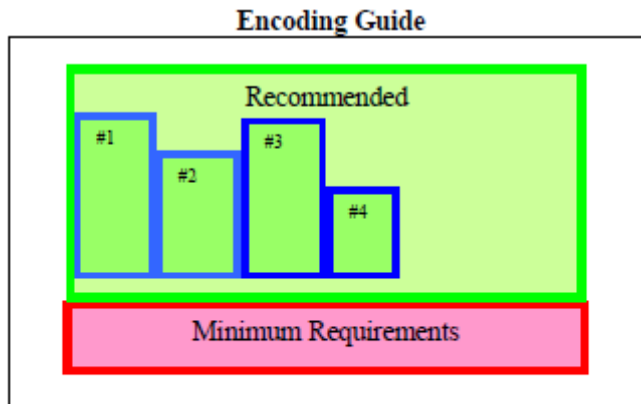 Encoding Guide
Recommended
#1
#2
#3
#4
Minimum Requirements